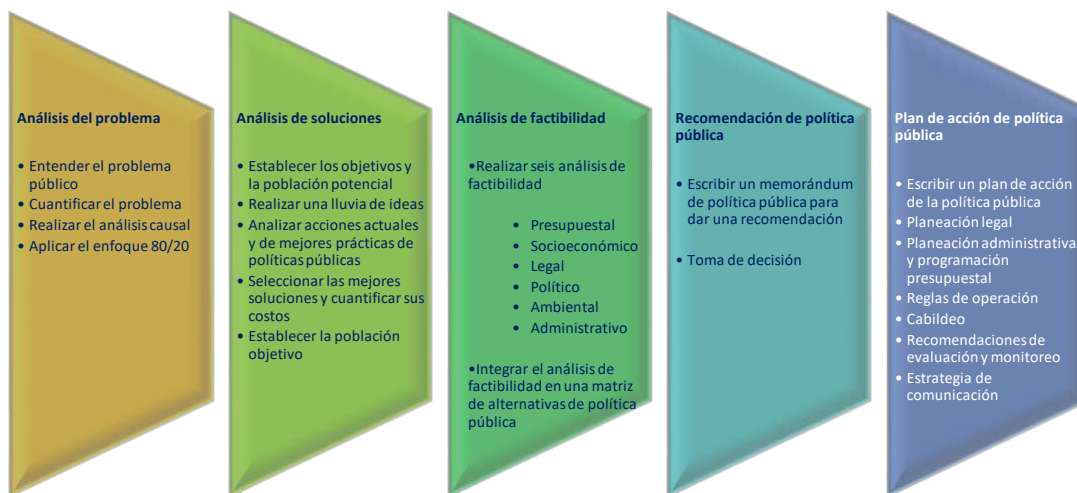 Análisis del problema
• Entender el problema
público
• Cuantificar el problema
• Realizar el análisis causal
• Aplicar el enfoque 80/20
Análisis de soluciones
• Establecer los objetivos y
la población potencial
• Realizar una lluvia de ideas
• Analizar acciones actuales
y de mejores prácticas de
políticas públicas
• Seleccionar las mejores
soluciones y cuantificar sus
costos
• Establecer la población
objetivo
Análisis de factibilidad
•Realizar seis análisis de
factibilidad
• Presupuestal
• Socioeconómico
• Legal
• Político
• Ambiental
• Administrativo
•Integrar el análisis de
factibilidad en una matriz
de alternativas de política
pública
Recomendación de política
pública
• Escribir un memorándum
de política pública para
dar una recomendación
• Toma de decisión
Plan de acción de política
pública
• Escribir un plan de acción
de la política pública
• Planeación legal
• Planeación administrativa
y programación
presupuestal
• Reglas de operación
• Cabildeo
• Recomendaciones de
evaluación y monitoreo
• Estrategia de
comunicación